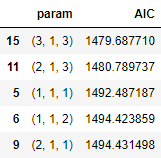 param AIC
15 (3, 1, 3) 1479.687710
11 (2, 1, 3) 1480.789737
5 (1, 1, 1) 1492.487187
6 (1, 1, 2) 1494.423859
9 (2, 1, 1) 1494.431498